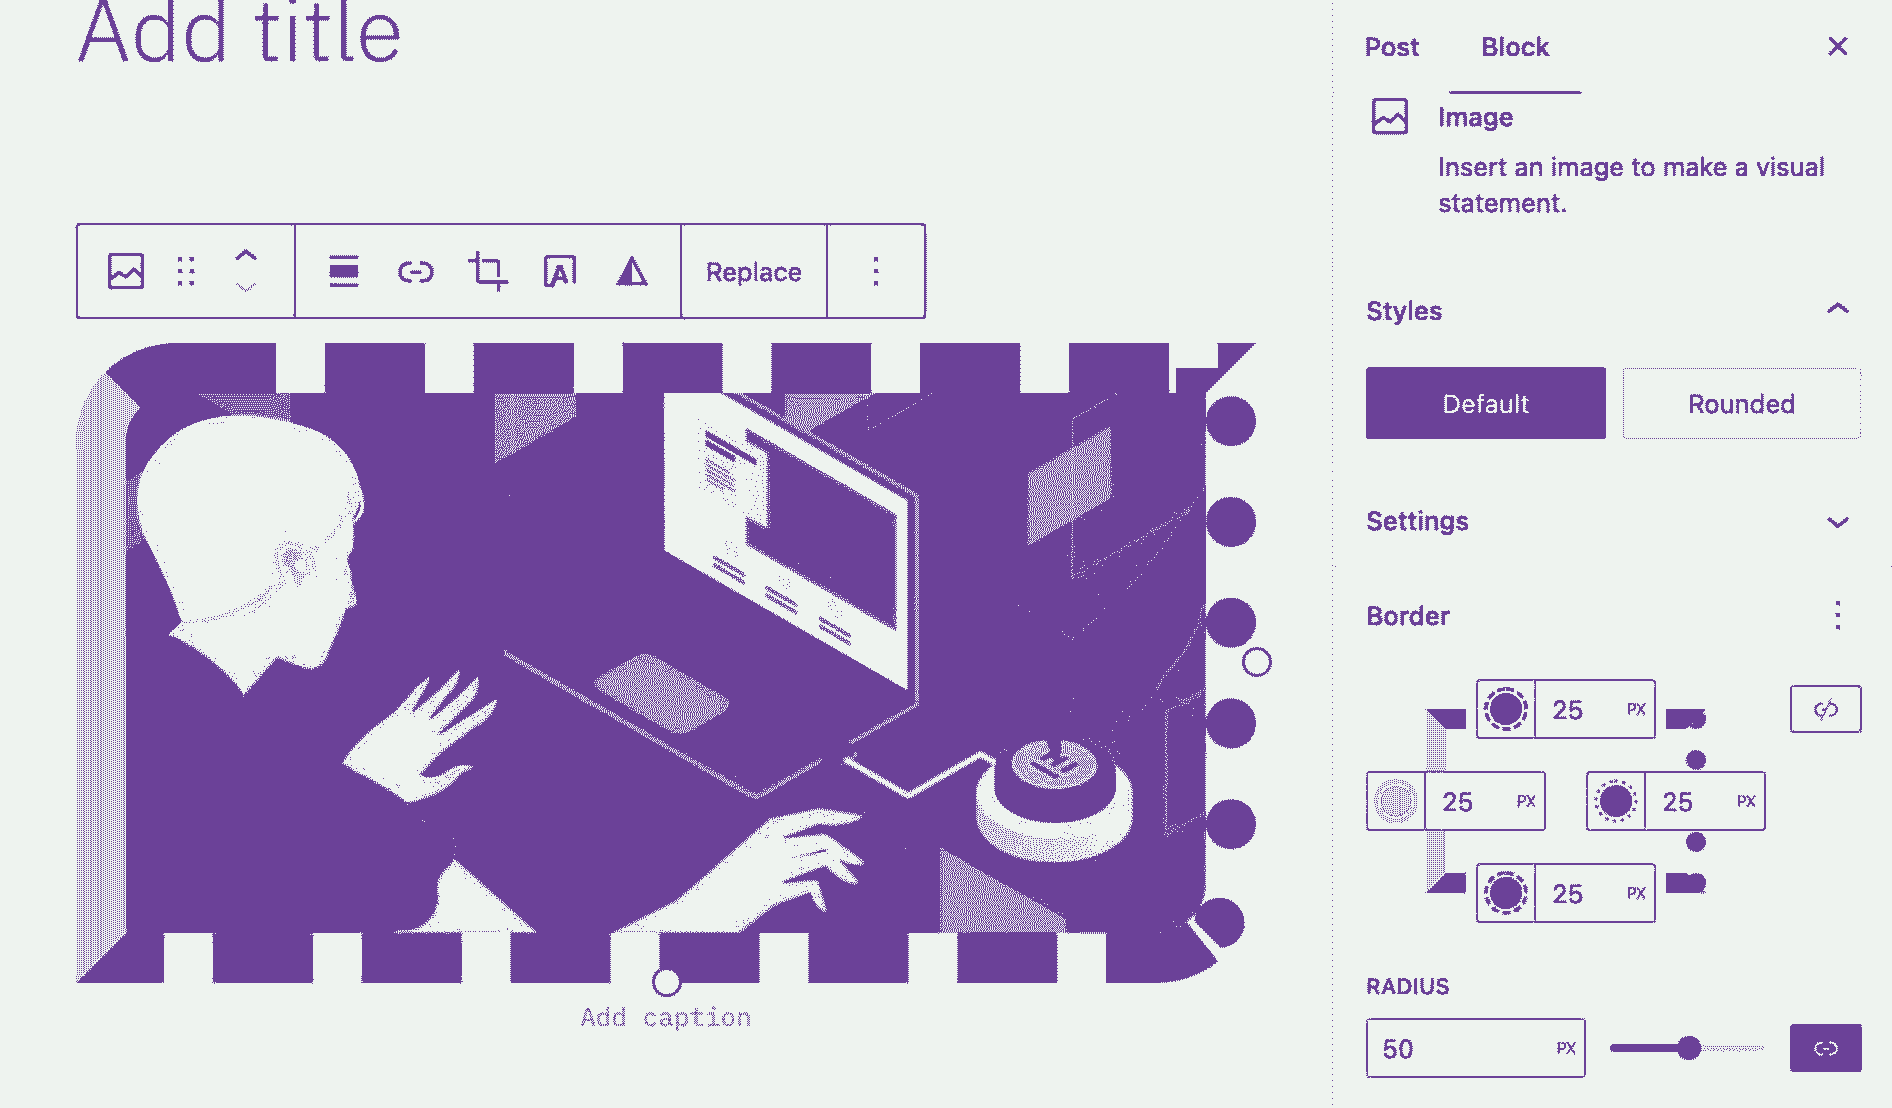 Add title
Post Block
Image
Insert an image to make a visual
statement.
Replace
Styles
Default Rounded
Settings
Border
25 PX
25 PX 25 PX
25 PX
RADIUS
50 PX
Add caption